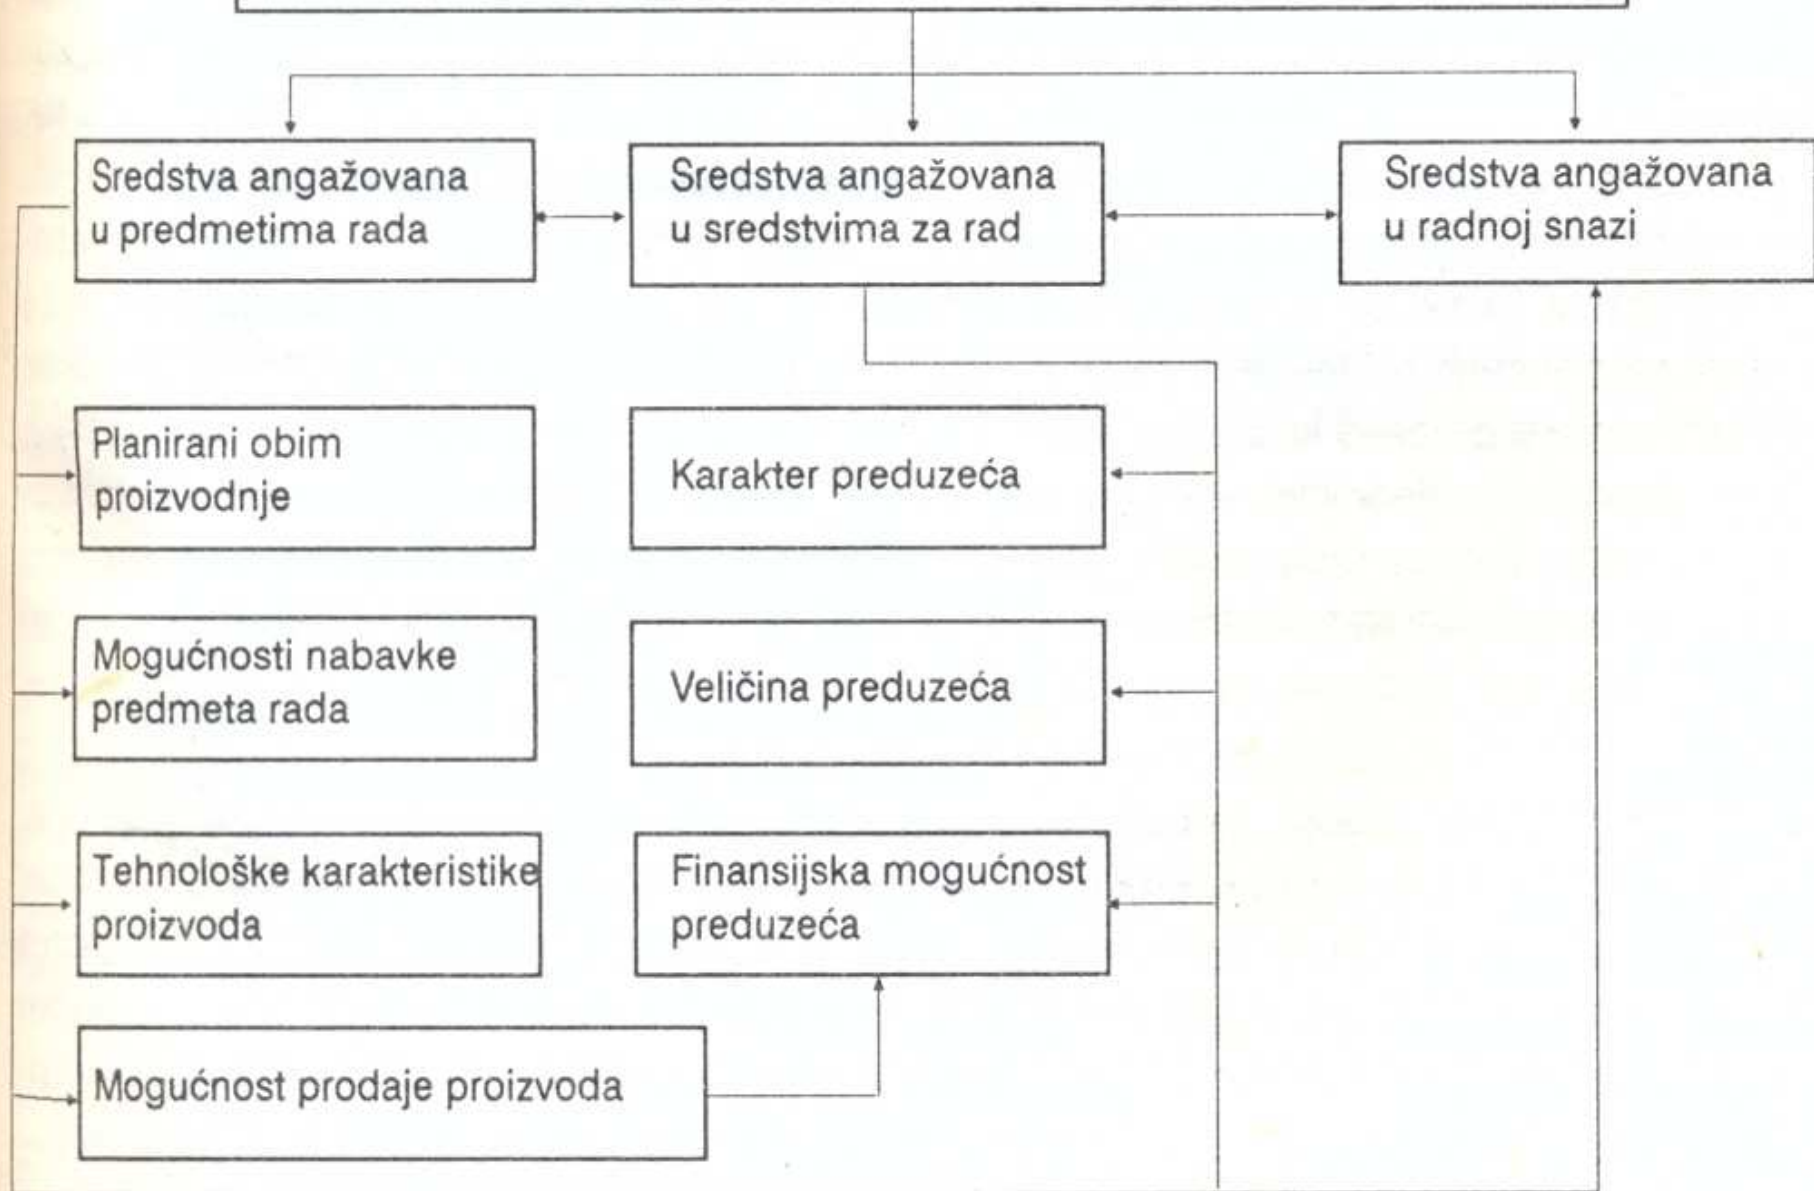 Sredstva angažovana
u predmetima rada
Sredstva angažovana
u sredstvima za rad
Sredstva angažovana
u radnoj snazi
Planirani obim
proizvodnje
Karakter preduzeća
Mogućnosti nabavke
predmeta rada
Veličina preduzeća
Tehnološke karakteristike
proizvoda
Finansijska mogućnost
preduzeća
Mogućnost prodaje proizvoda